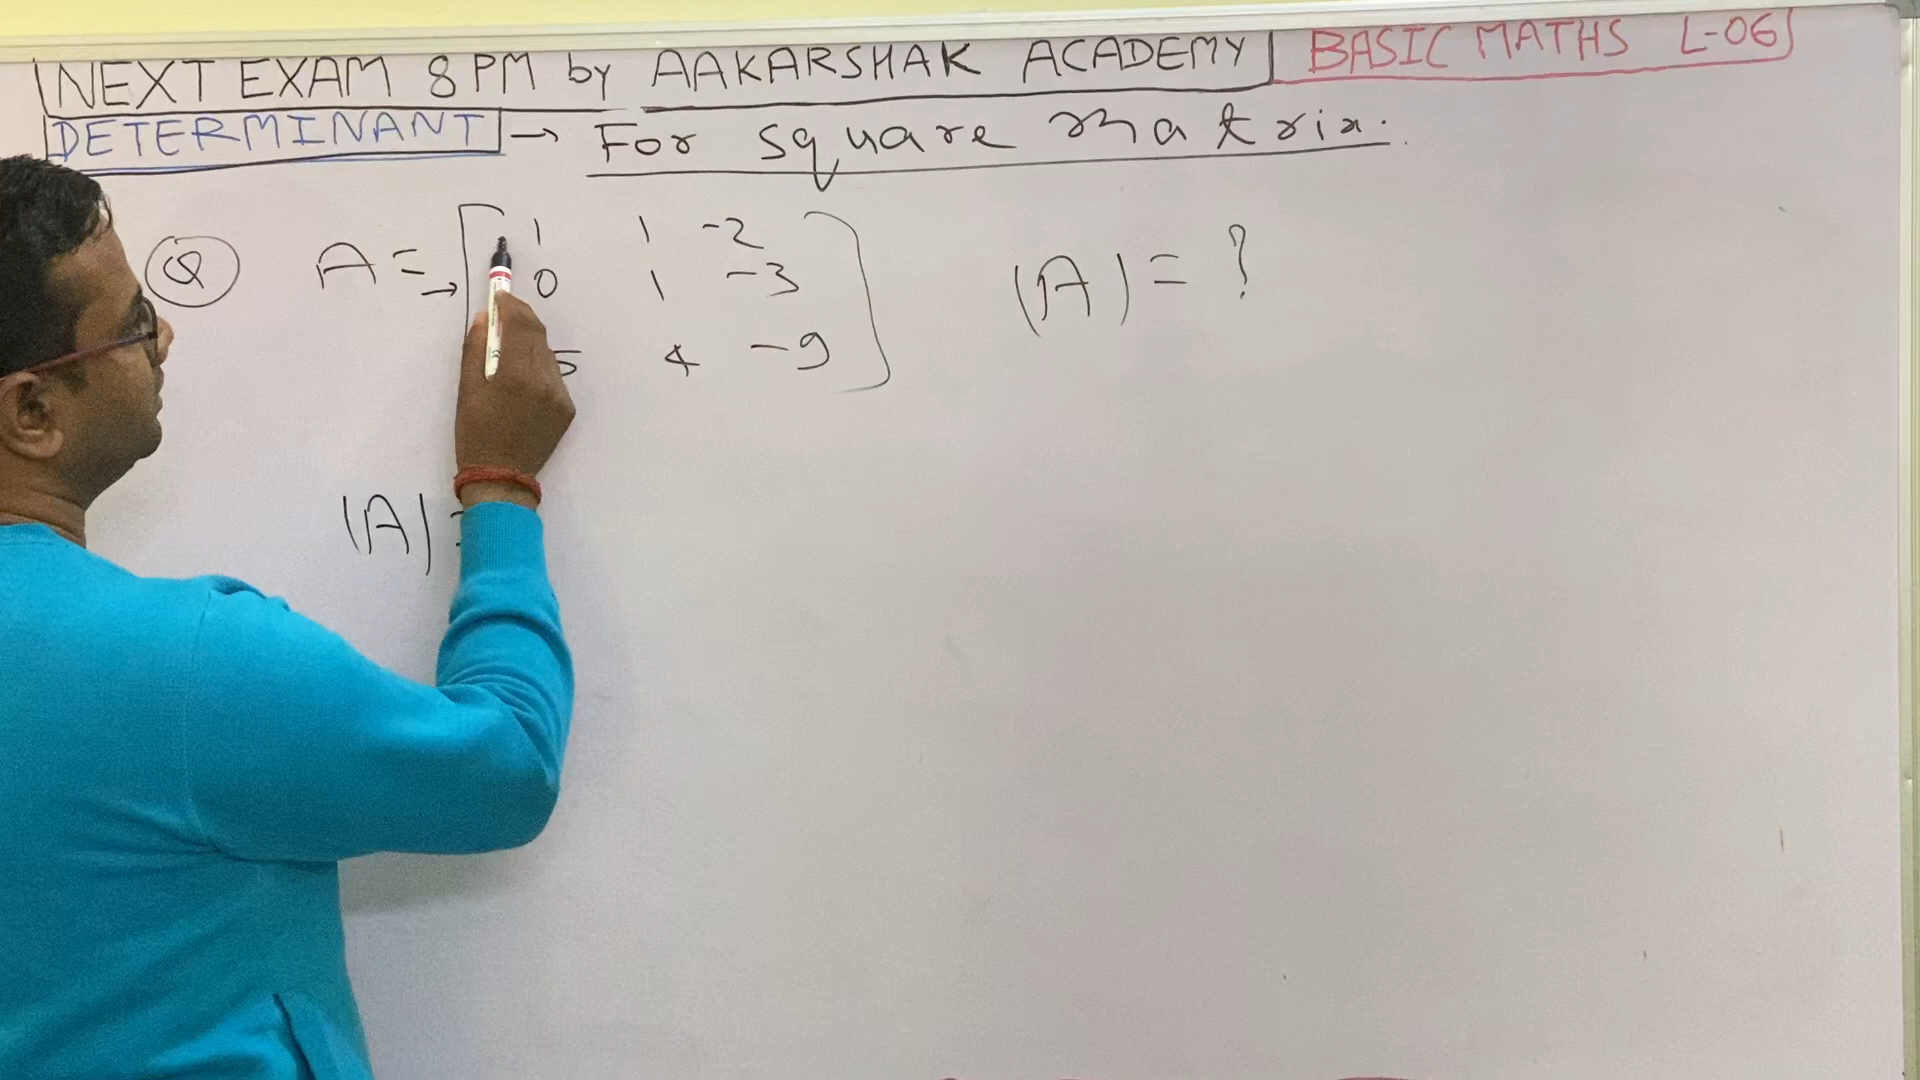 NEXT EXAM 8 PM by AAKARSHAK ACADEMY BASIC MATHS L-06
DETERMINANT → For square matrix.
Q A = 1 1 -2 |A| = ?
→ 0 1 -3
5 4 -9
|A| =